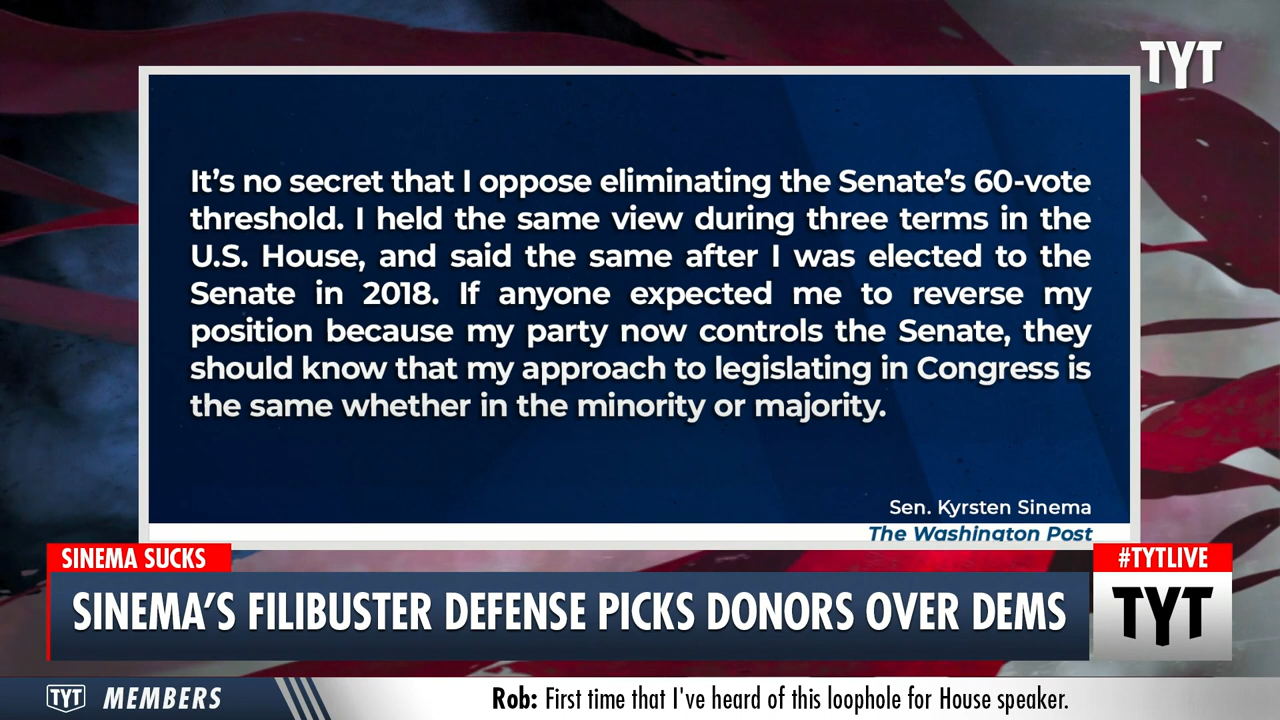 TYT
It’s no secret that I oppose eliminating the Senate’s 60-vote
threshold. I held the same view during three terms in the
U.S. House, and said the same after I was elected to the
Senate in 2018. If anyone expected me to reverse my
position because my party now controls the Senate, they
should know that my approach to legislating in Congress is
the same whether in the minority or majority.
Sen. Kyrsten Sinema
The Washington Post
SINEMA SUCKS
#TYTLIVE
SINEMA’S FILIBUSTER DEFENSE PICKS DONORS OVER DEMS
TYT
TYT MEMBERS
Rob: First time that I've heard of this loophole for House speaker.